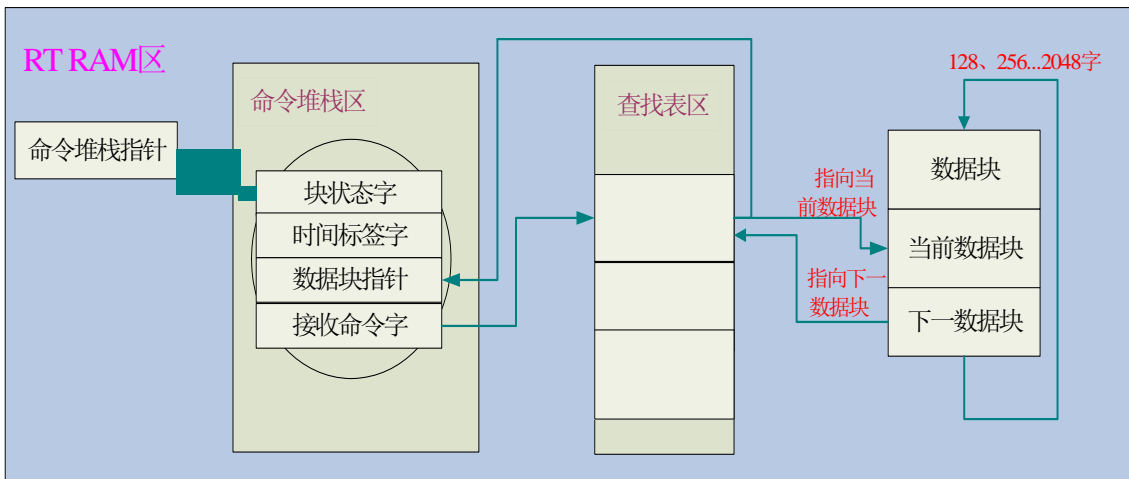 RT RAM区
命令堆栈指针
命令堆栈区
块状态字
时间标签字
数据块指针
接收命令字
查找表区
指向当
前数据块
指向下一
数据块
128、256...2048字
数据块
当前数据块
下一数据块